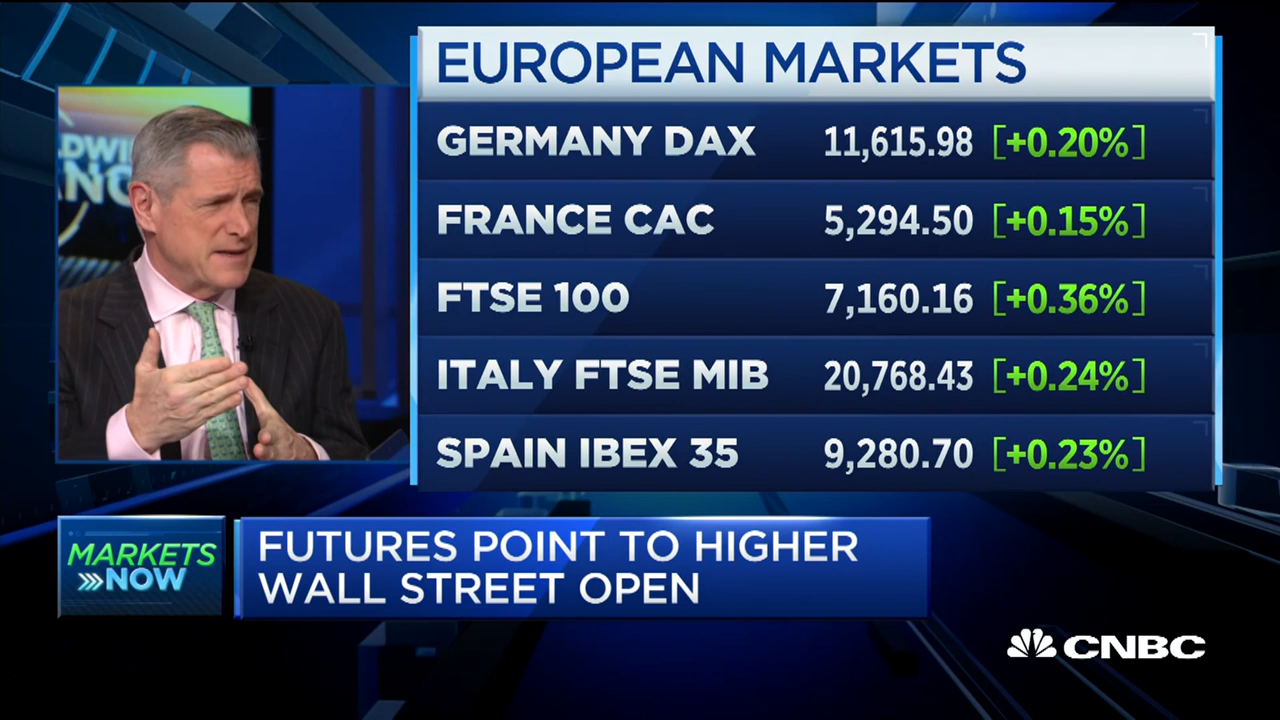 EUROPEAN MARKETS
GERMANY DAX 11,615.98 [+0.20%]
FRANCE CAC 5,294.50 [+0.15%]
FTSE 100 7,160.16 [+0.36%]
ITALY FTSE MIB 20,768.43 [+0.24%]
SPAIN IBEX 35 9,280.70 [+0.23%]
MARKETS
NOW
FUTURES POINT TO HIGHER
WALL STREET OPEN
CNBC